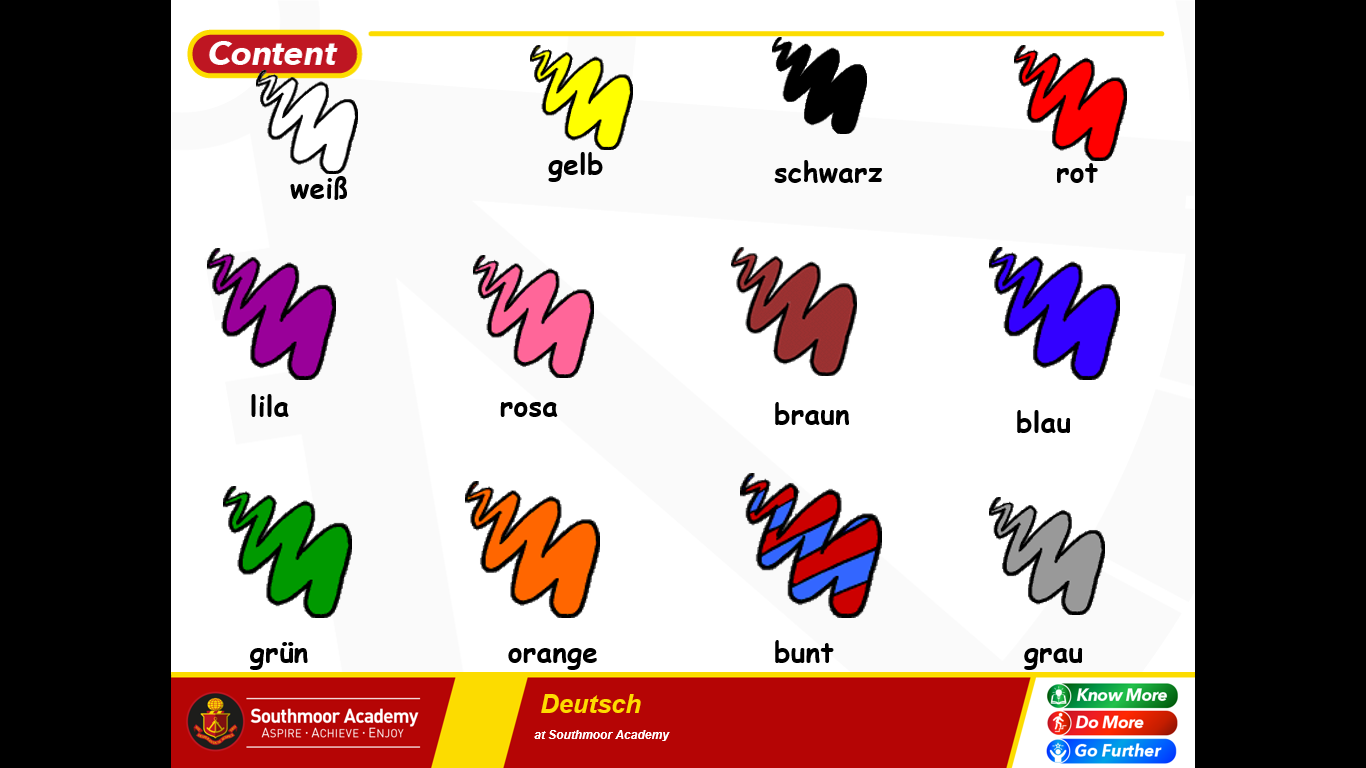 Content
weiß
gelb
schwarz
rot
lila
rosa
braun
blau
grün
orange
bunt
grau
Southmoor Academy
Aspire · Achieve · Enjoy
Deutsch
at Southmoor Academy
Know More
Do More
Go Further